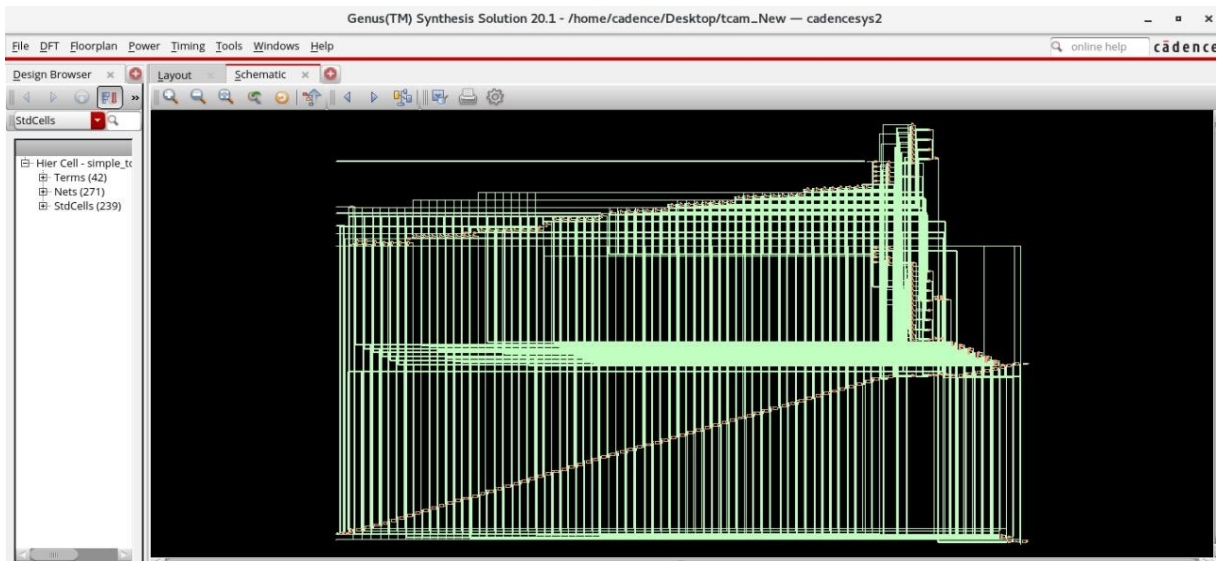 Genus(TM) Synthesis Solution 20.1 - /home/cadence/Desktop/tcam_New — cadencesys2
File DFT Floorplan Power Timing Tools Windows Help
online help
cādence
Design Browser
Layout
Schematic
StdCells
Hier Cell - simple_tc
Terms (42)
Nets (271)
StdCells (239)